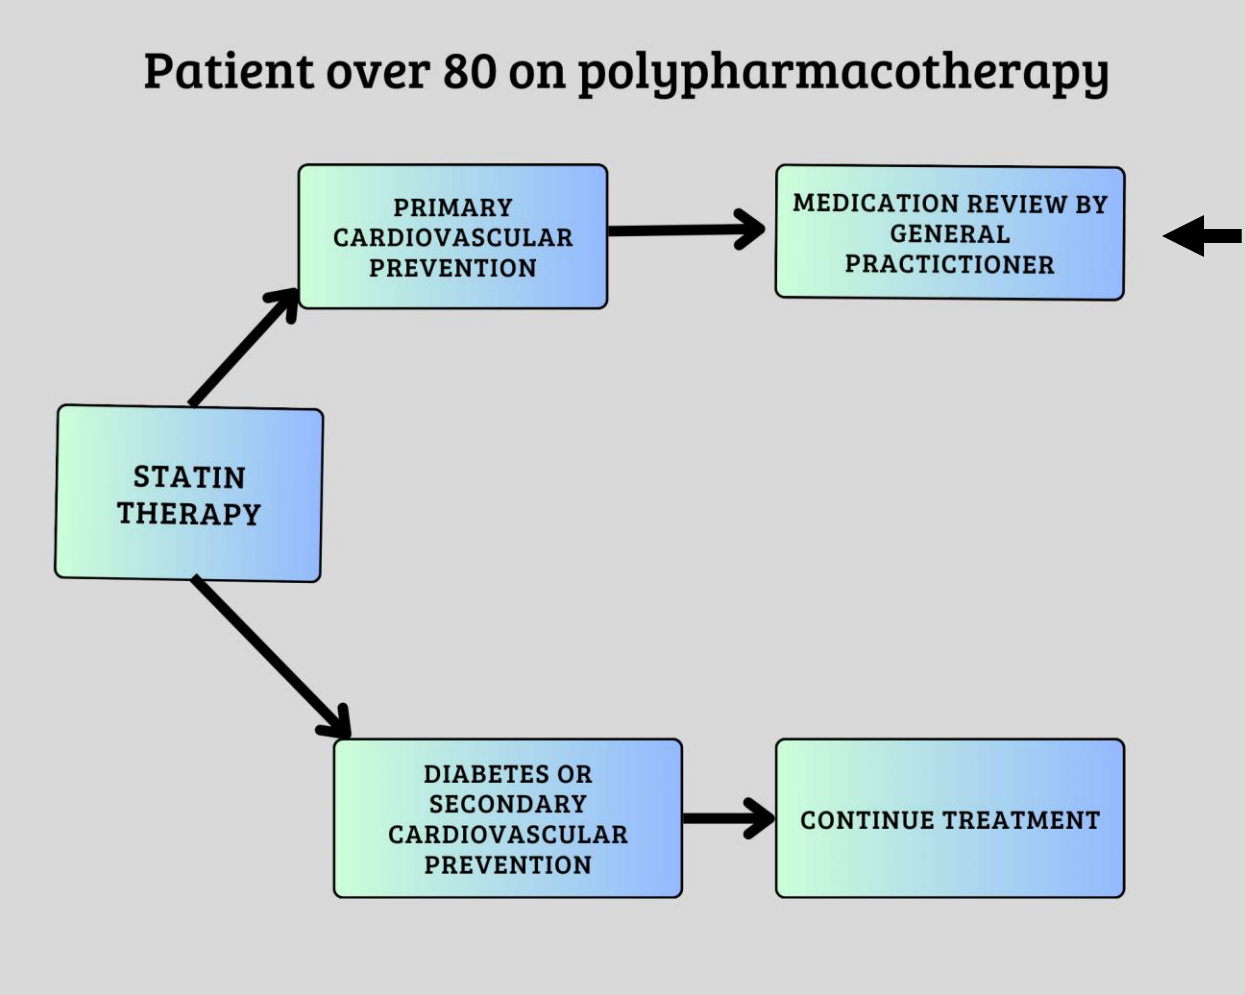 Patient over 80 on polypharmacotherapy
PRIMARY
CARDIOVASCULAR
PREVENTION
MEDICATION REVIEW BY
GENERAL
PRACTICTIONER
STATIN
THERAPY
DIABETES OR
SECONDARY
CARDIOVASCULAR
PREVENTION
CONTINUE TREATMENT